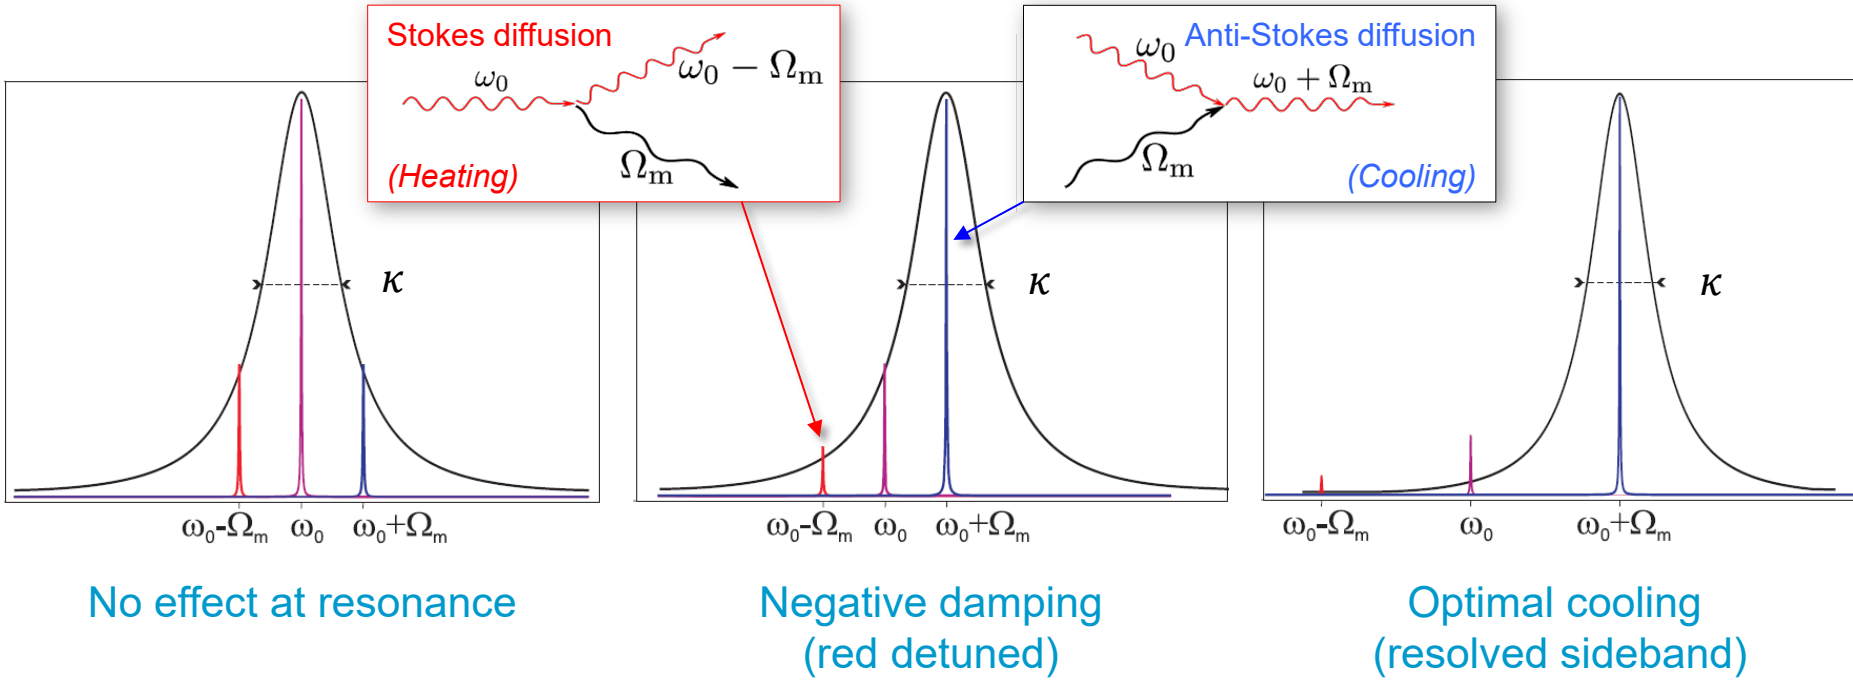 Stokes diffusion
ω₀
ω₀ − Ωₘ
Ωₘ
(Heating)
Anti-Stokes diffusion
ω₀
ω₀ + Ωₘ
Ωₘ
(Cooling)
κ
κ
κ
ω₀-Ωₘ ω₀ ω₀+Ωₘ
ω₀-Ωₘ ω₀ ω₀+Ωₘ
ω₀-Ωₘ ω₀ ω₀+Ωₘ
No effect at resonance
Negative damping
(red detuned)
Optimal cooling
(resolved sideband)